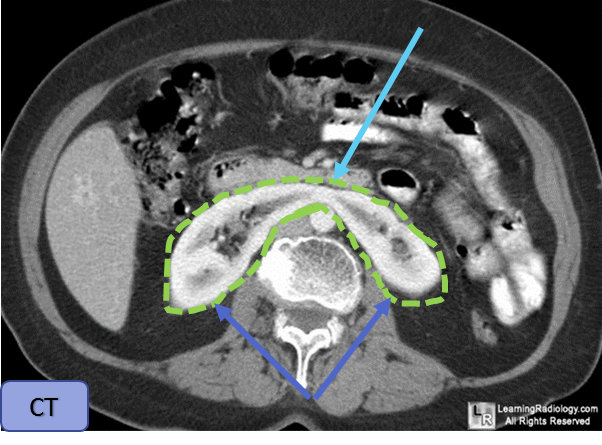 CT
L R
LearningRadiology.com
All Rights Reserved